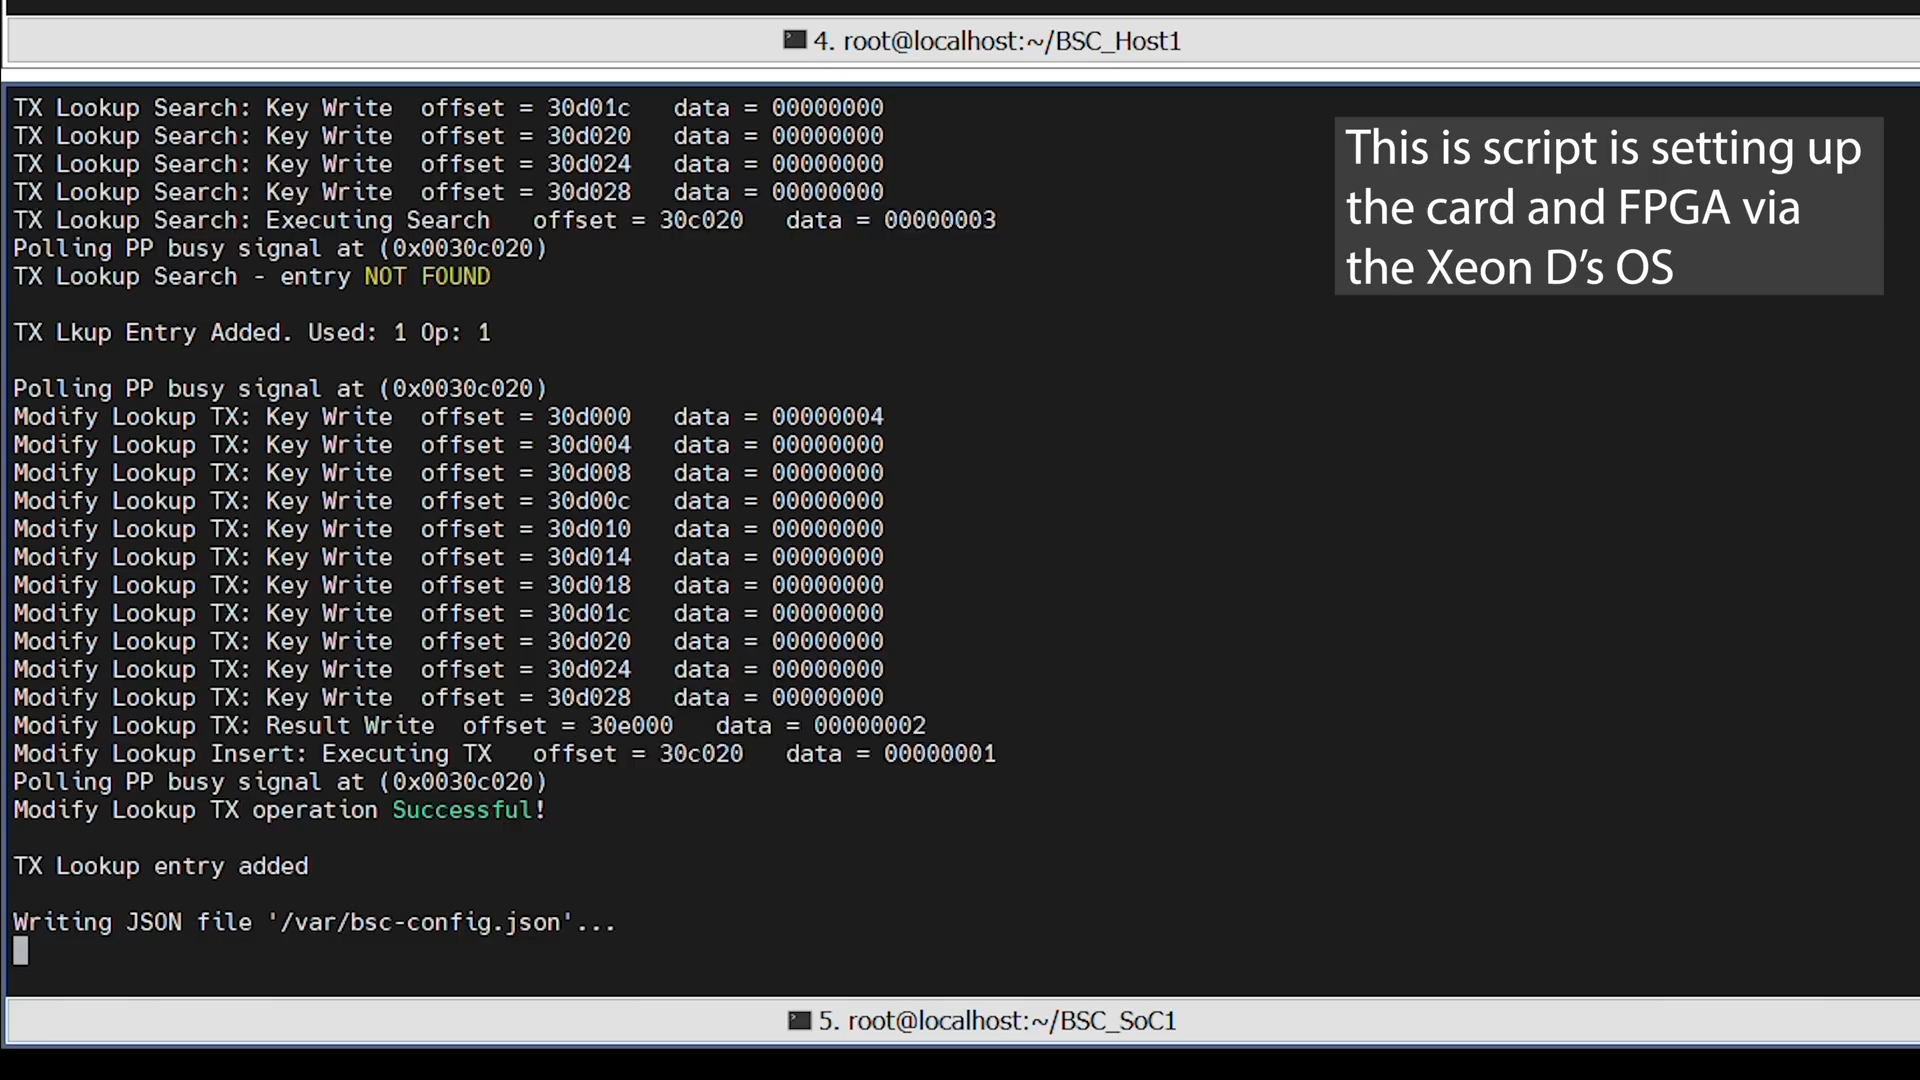 4. root@localhost:~/BSC_Host1
TX Lookup Search: Key Write  offset = 30d01c   data = 00000000
TX Lookup Search: Key Write  offset = 30d020   data = 00000000
TX Lookup Search: Key Write  offset = 30d024   data = 00000000
TX Lookup Search: Key Write  offset = 30d028   data = 00000000
TX Lookup Search: Executing Search   offset = 30c020   data = 00000003
Polling PP busy signal at (0x0030c020)
TX Lookup Search - entry NOT FOUND
TX Lkup Entry Added. Used: 1 Op: 1
Polling PP busy signal at (0x0030c020)
Modify Lookup TX: Key Write  offset = 30d000   data = 00000004
Modify Lookup TX: Key Write  offset = 30d004   data = 00000000
Modify Lookup TX: Key Write  offset = 30d008   data = 00000000
Modify Lookup TX: Key Write  offset = 30d00c   data = 00000000
Modify Lookup TX: Key Write  offset = 30d010   data = 00000000
Modify Lookup TX: Key Write  offset = 30d014   data = 00000000
Modify Lookup TX: Key Write  offset = 30d018   data = 00000000
Modify Lookup TX: Key Write  offset = 30d01c   data = 00000000
Modify Lookup TX: Key Write  offset = 30d020   data = 00000000
Modify Lookup TX: Key Write  offset = 30d024   data = 00000000
Modify Lookup TX: Key Write  offset = 30d028   data = 00000000
Modify Lookup TX: Result Write  offset = 30e000   data = 00000002
Modify Lookup Insert: Executing TX   offset = 30c020   data = 00000001
Polling PP busy signal at (0x0030c020)
Modify Lookup TX operation Successful!
TX Lookup entry added
Writing JSON file '/var/bsc-config.json'...
This is script is setting up
the card and FPGA via
the Xeon D’s OS
5. root@localhost:~/BSC_SoC1